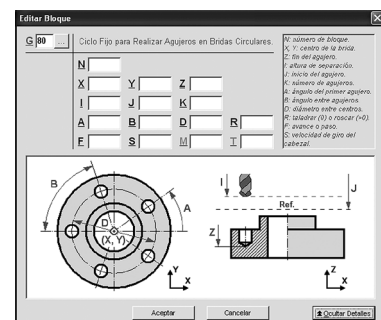 Editar Bloque
G 80 ...
Ciclo Fijo para Realizar Agujeros en Bridas Circulares.
N
X Y Z
I J K
A B D R
F S M T
N: número de bloque.
X, Y: centro de la brida.
Z: fin del agujero.
I: altura de separación.
J: inicio del agujero.
K: número de agujeros.
A: ángulo del primer agujero.
B: ángulo entre agujeros.
D: diámetro entre centros.
R: taladrar (0) o roscar (>0).
F: avance o paso.
S: velocidad de giro del
cabezal.
B
A
D
(X, Y)
Y
X
I
J
Ref.
Z
Z
X
Aceptar
Cancelar
Ocultar Detalles